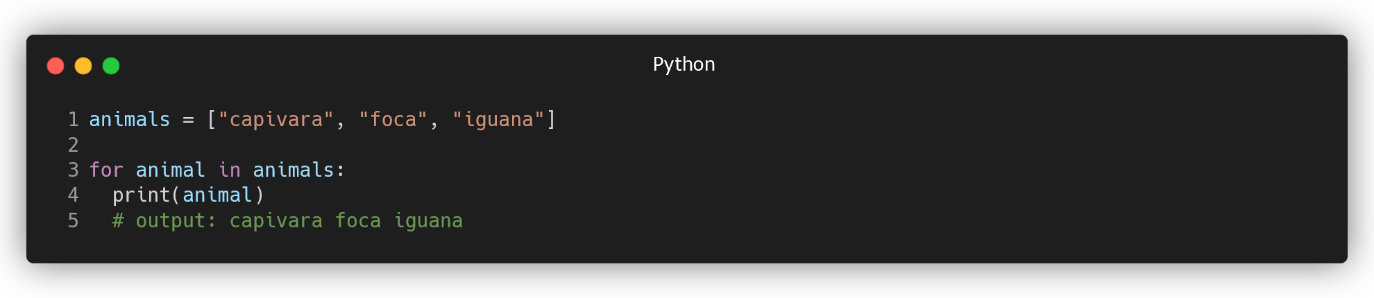 Python
1 animals = ["capivara", "foca", "iguana"]
2
3 for animal in animals:
4   print(animal)
5   # output: capivara foca iguana